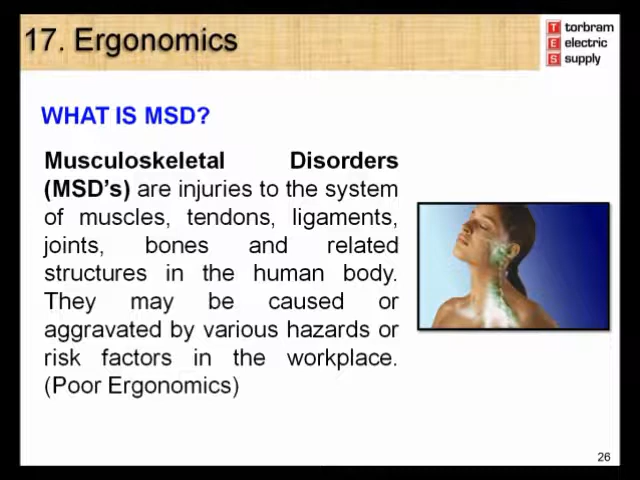 17. Ergonomics
T torbram
E electric
S supply
WHAT IS MSD?
Musculoskeletal Disorders
(MSD's) are injuries to the system
of muscles, tendons, ligaments,
joints, bones and related
structures in the human body.
They may be caused or
aggravated by various hazards or
risk factors in the workplace.
(Poor Ergonomics)
26